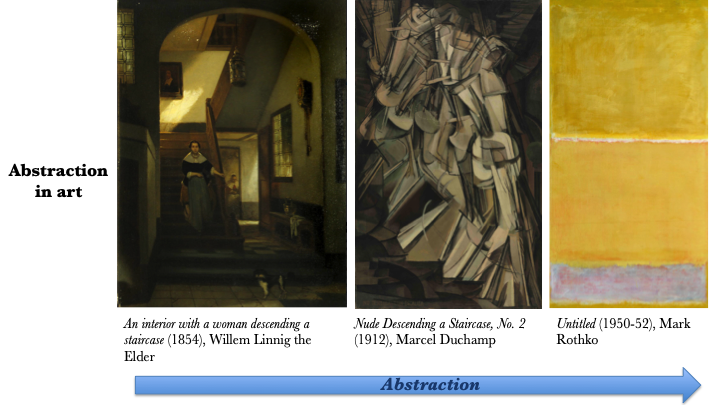 Abstraction
in art
An interior with a woman descending a
staircase (1854), Willem Linnig the
Elder
Nude Descending a Staircase, No. 2
(1912), Marcel Duchamp
Untitled (1950-52), Mark
Rothko
Abstraction